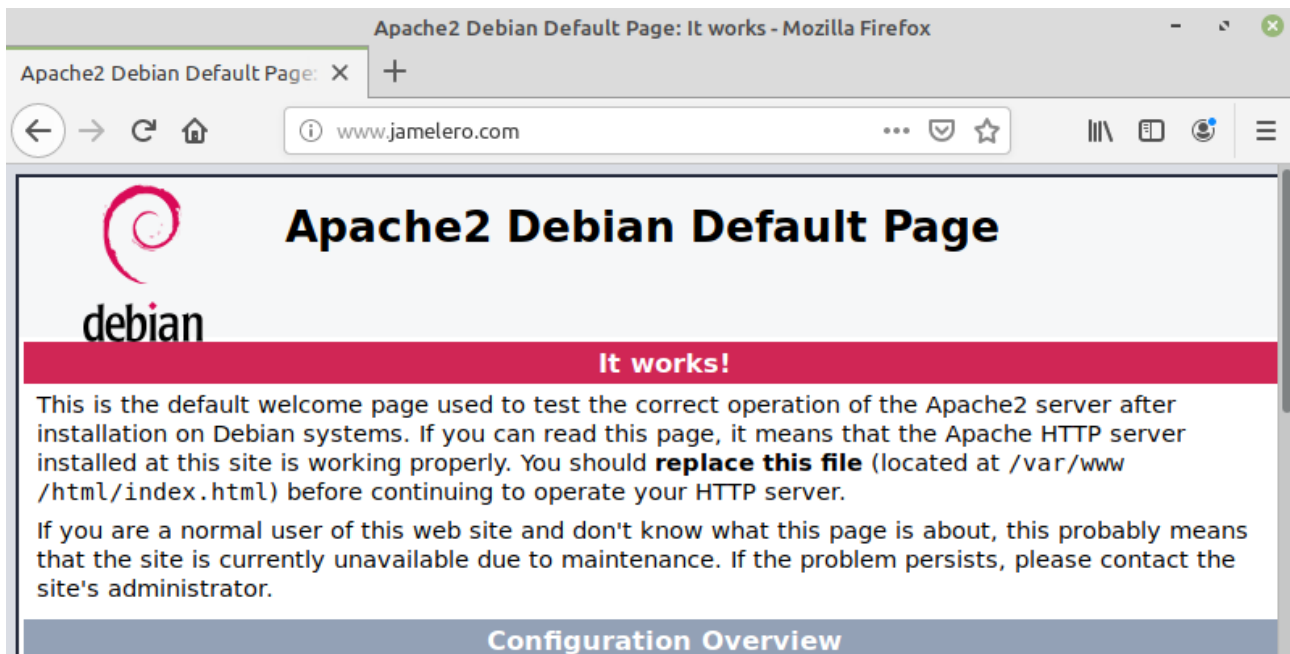 Apache2 Debian Default Page: It works - Mozilla Firefox
Apache2 Debian Default Page:
www.jamelero.com
debian
Apache2 Debian Default Page
It works!
This is the default welcome page used to test the correct operation of the Apache2 server after
installation on Debian systems. If you can read this page, it means that the Apache HTTP server
installed at this site is working properly. You should replace this file (located at /var/www
/html/index.html) before continuing to operate your HTTP server.
If you are a normal user of this web site and don't know what this page is about, this probably means
that the site is currently unavailable due to maintenance. If the problem persists, please contact the
site's administrator.
Configuration Overview